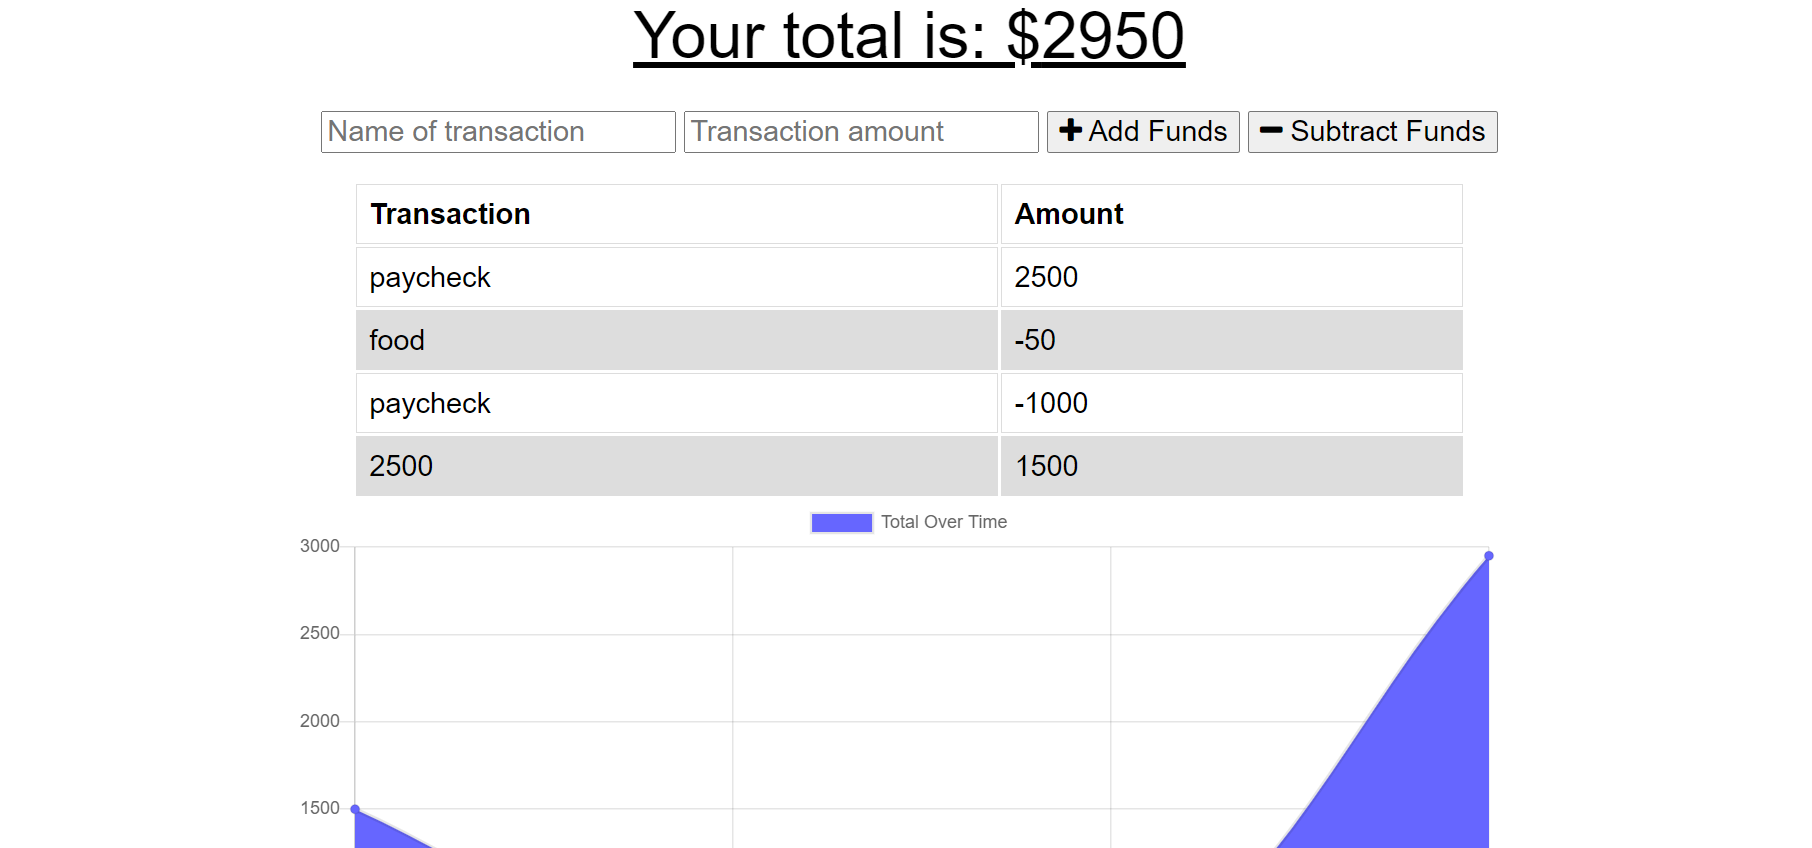 Your total is: $2950
Name of transaction Transaction amount Add Funds Subtract Funds
Transaction Amount
paycheck 2500
food -50
paycheck -1000
2500 1500
Total Over Time
3000
2500
2000
1500